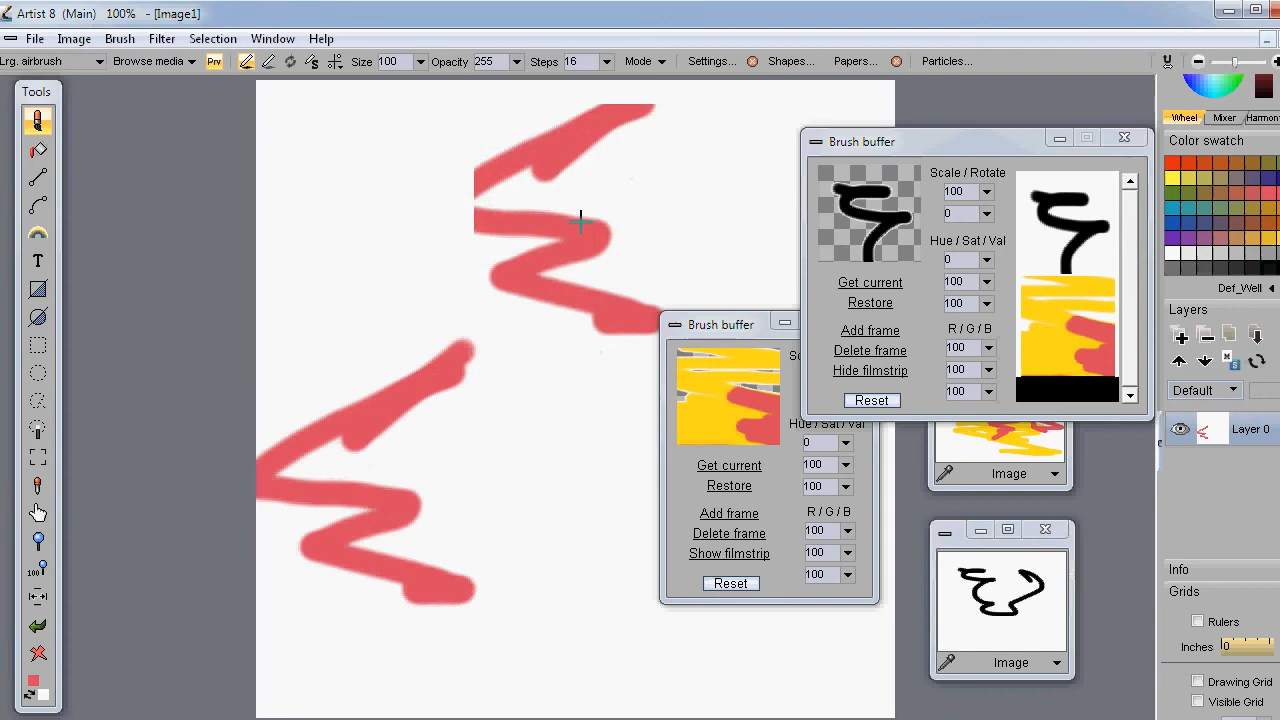 Artist 8 (Main) 100% - [Image1]
File Image Brush Filter Selection Window Help
Lrg. airbrush Browse media Prv Size 100 Opacity 255 Steps 16 Mode Settings... Shapes... Papers... Particles...
Tools
T
100%
Brush buffer
Scale / Rotate
100
0
Hue / Sat / Val
0
100
100
Get current
Restore
Add frame
Delete frame
Hide filmstrip
R / G / B
100
100
100
Reset
Brush buffer
Hue / Sat / Val
0
100
100
Get current
Restore
Add frame
Delete frame
Show filmstrip
R / G / B
100
100
100
Reset
Image
Image
Wheel Mixer Harmon
Color swatch
Def_Well
Layers
M
S
Default
Layer 0
Info
Grids
Rulers
Inches 0
Drawing Grid
Visible Grid